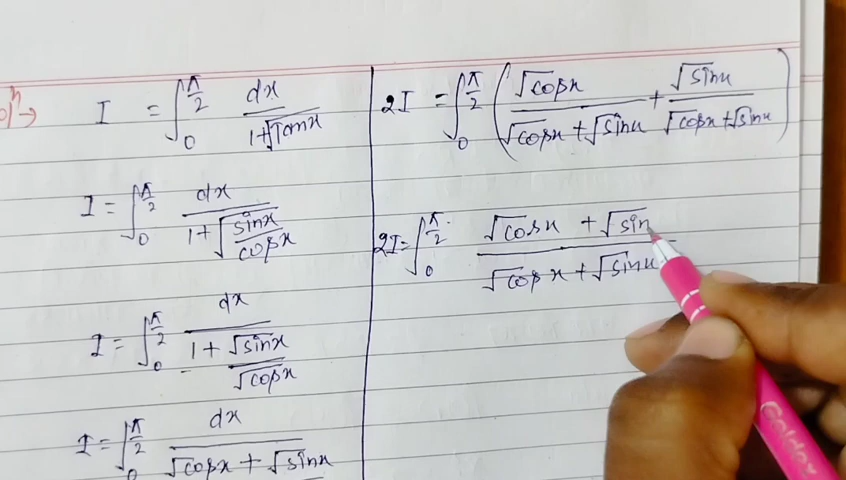 I = ∫₀^(π/2) dx / (1+√tanx)
I = ∫₀^(π/2) dx / (1 + √(sinx/cosx))
I = ∫₀^(π/2) dx / (1 + √sinx/√cosx)
I = ∫₀^(π/2) dx / (√cosx + √sinx
2I = ∫₀^(π/2) (√cosx / (√cosx + √sinx) + √sinx / (√cosx + √sinx))
2I = ∫₀^(π/2) (√cosx + √sin) / (√cosx + √sinx)
Goldex